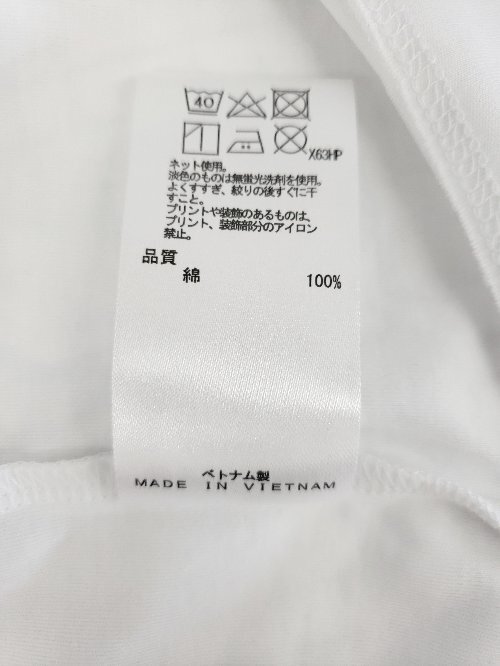 40
X63HP
ネット使用。
淡色のものは無蛍光洗剤を使用。
よくすすぎ、絞りの後すぐに干
すこと。
プリントや装飾のあるものは、
プリント、装飾部分のアイロン
禁止。
品質
綿 100%
ベトナム製
MADE IN VIETNAM